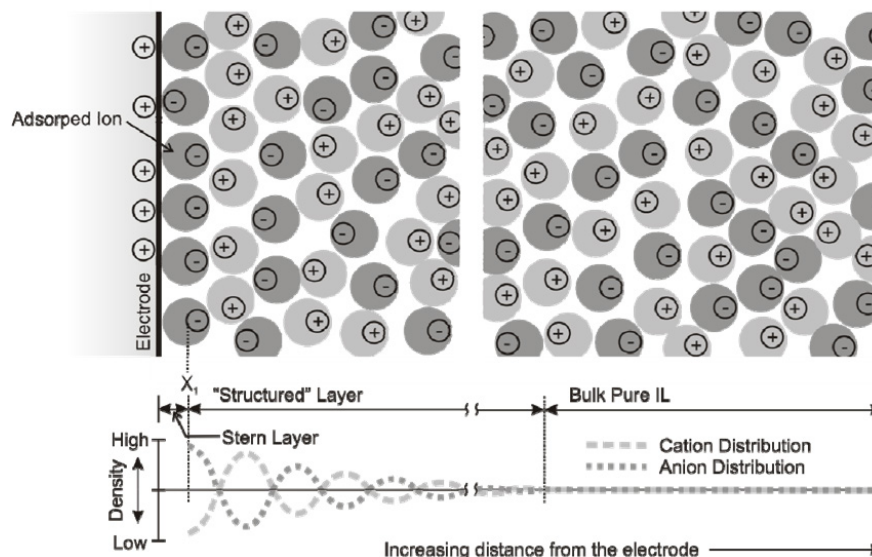 Adsorped Ion
Electrode
X1
"Structured" Layer
Bulk Pure IL
Stern Layer
High
Density
Low
Cation Distribution
Anion Distribution
Increasing distance from the electrode